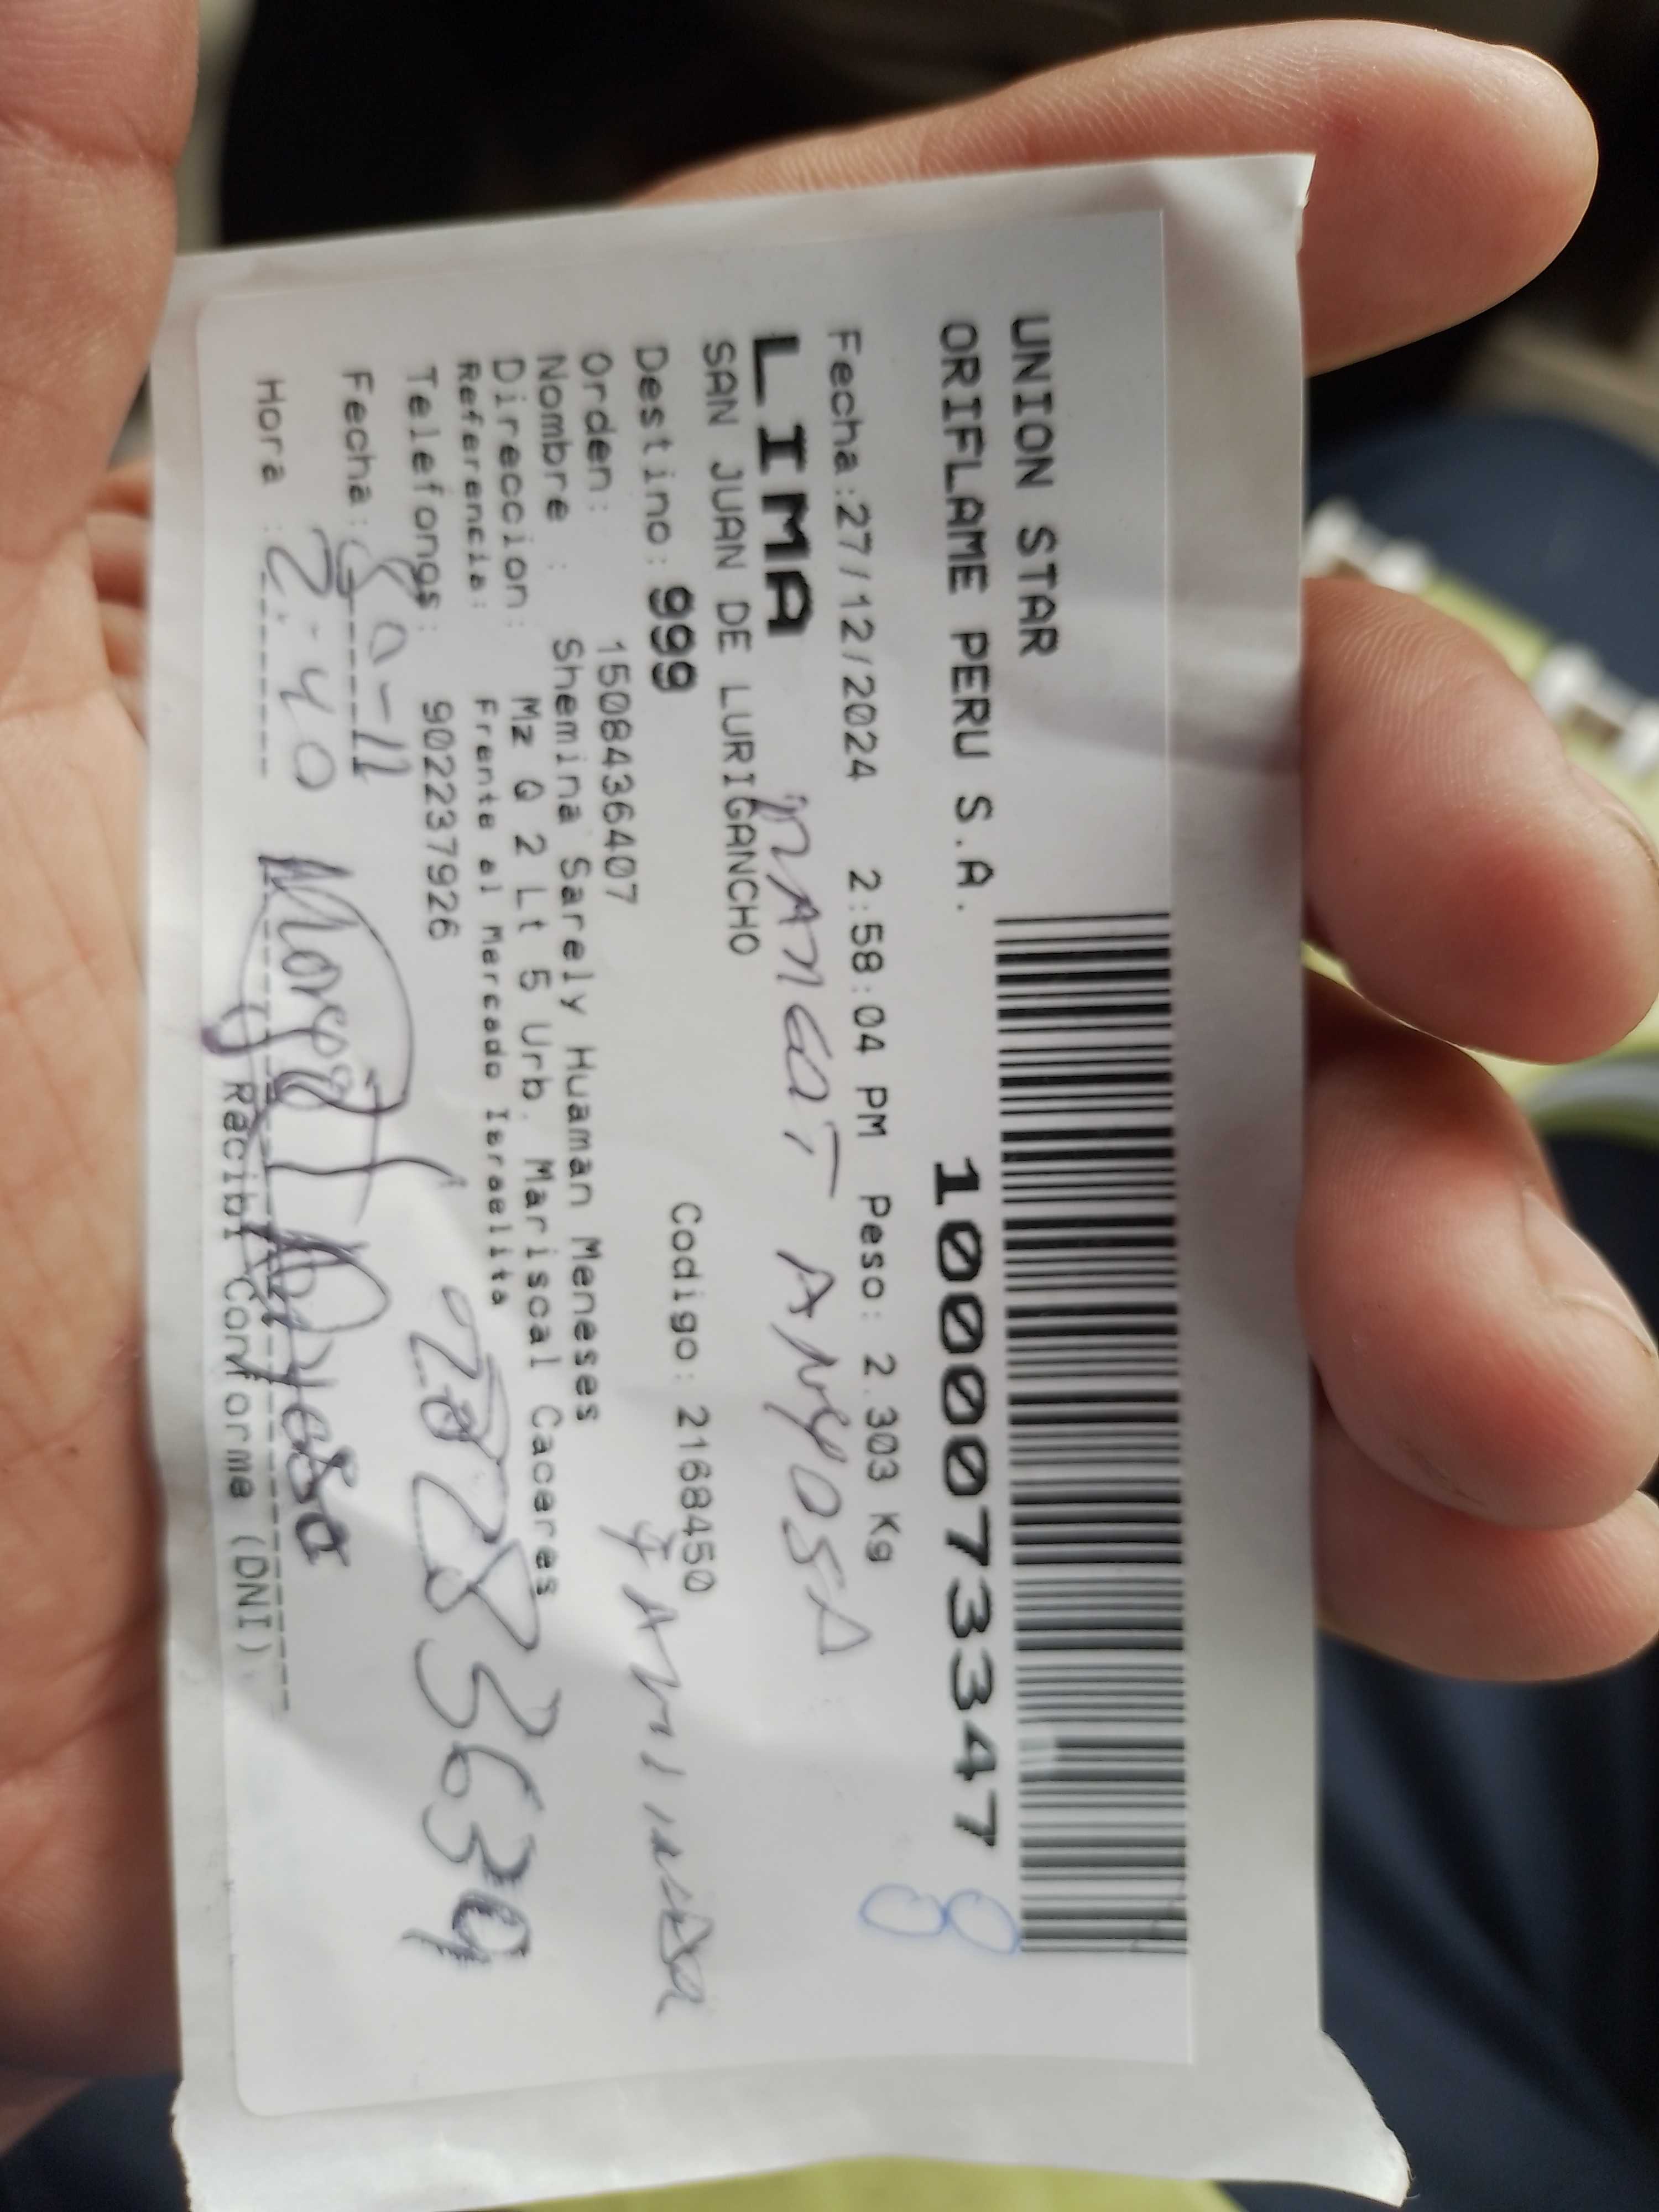 UNION STAR
ORIFLAME PERU S.A. 10000733478
Fecha:27/12/2024 2:58:04 PM Peso: 2.303 Kg
LIMA
SAN JUAN DE LURIGANCHO
Destino: 999 Codigo: 2168450
Orden: 1508436407
Nombre : Shemina Sarely Huaman Meneses
Direccion: Mz Q 2 Lt 5 Urb. Mariscal Caceres
Referencia: Frente al Mercado Israelita
Telefonos: 902237926
Fecha:
Hora : 2:40
Recibi Conforme (DNI)